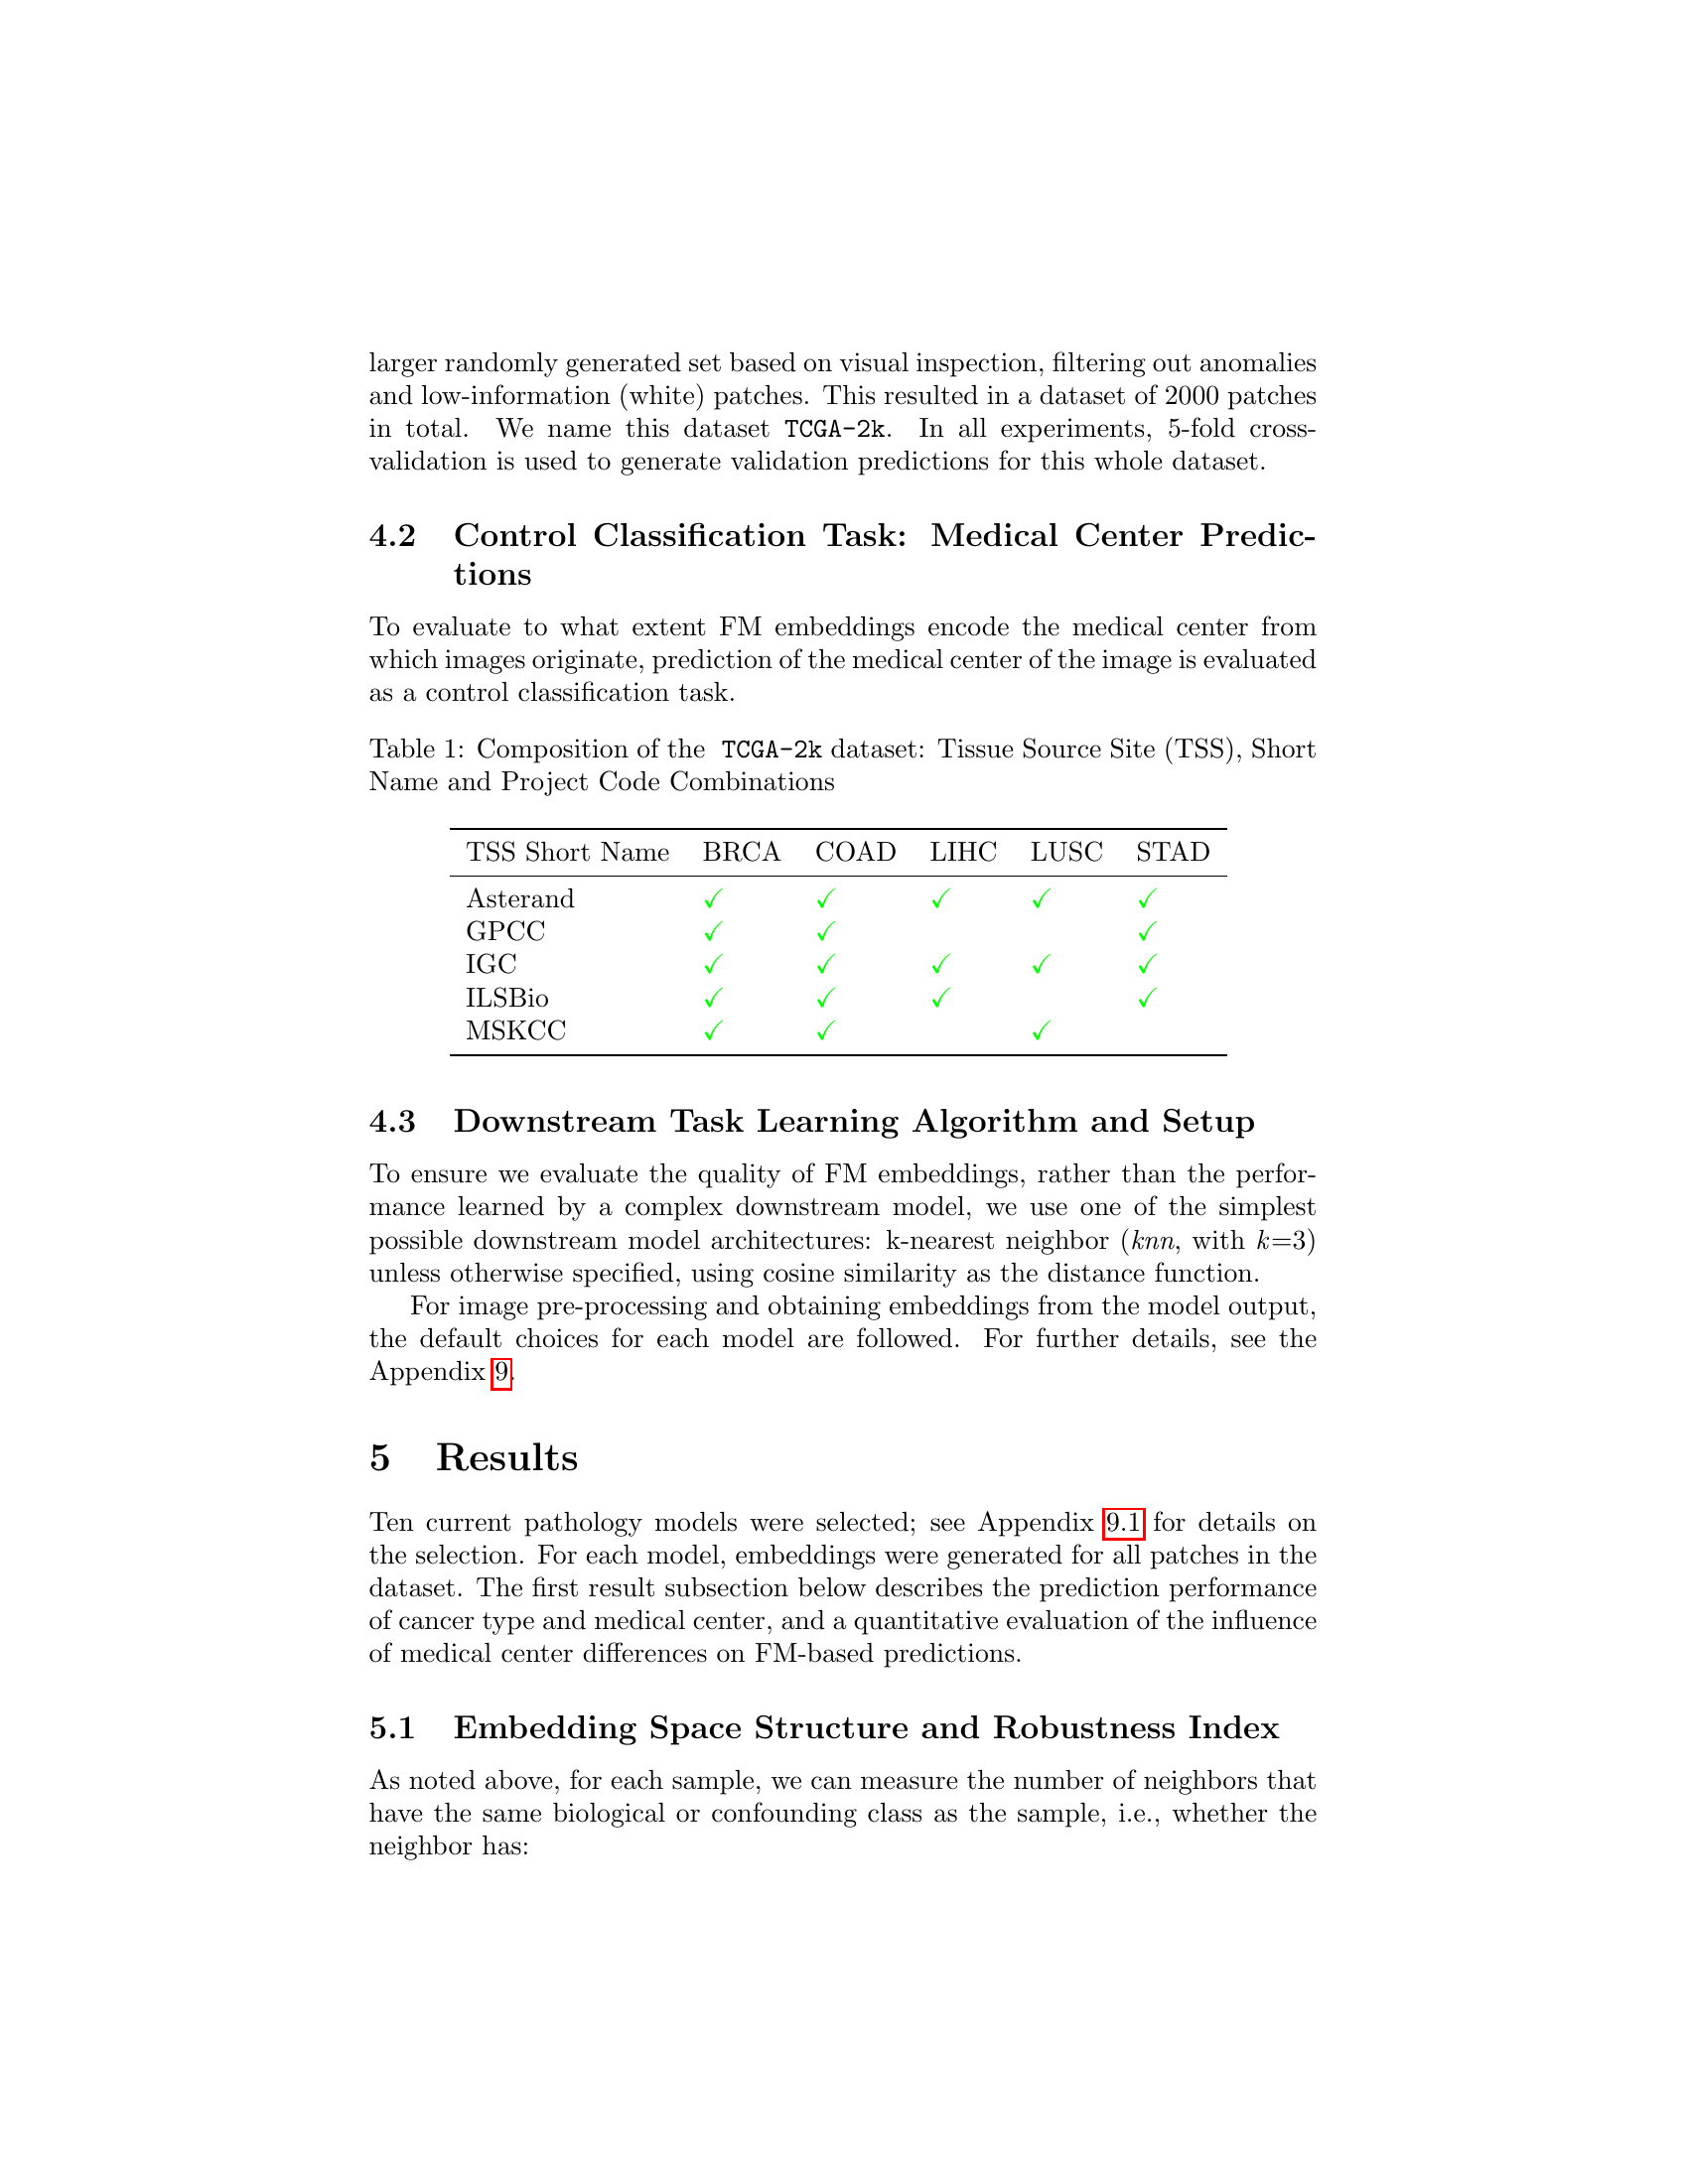 larger randomly generated set based on visual inspection, filtering out anomalies
and low-information (white) patches. This resulted in a dataset of 2000 patches
in total. We name this dataset TCGA-2k. In all experiments, 5-fold cross-
validation is used to generate validation predictions for this whole dataset.
4.2 Control Classification Task: Medical Center Predic-
tions
To evaluate to what extent FM embeddings encode the medical center from
which images originate, prediction of the medical center of the image is evaluated
as a control classification task.
Table 1: Composition of the TCGA-2k dataset: Tissue Source Site (TSS), Short
Name and Project Code Combinations
TSS Short Name BRCA COAD LIHC LUSC STAD
Asterand ✓ ✓ ✓ ✓ ✓
GPCC ✓ ✓ ✓
IGC ✓ ✓ ✓ ✓ ✓
ILSBio ✓ ✓ ✓ ✓
MSKCC ✓ ✓ ✓
4.3 Downstream Task Learning Algorithm and Setup
To ensure we evaluate the quality of FM embeddings, rather than the perfor-
mance learned by a complex downstream model, we use one of the simplest
possible downstream model architectures: k-nearest neighbor (knn, with k=3)
unless otherwise specified, using cosine similarity as the distance function.
For image pre-processing and obtaining embeddings from the model output,
the default choices for each model are followed. For further details, see the
Appendix 9.
5 Results
Ten current pathology models were selected; see Appendix 9.1 for details on
the selection. For each model, embeddings were generated for all patches in the
dataset. The first result subsection below describes the prediction performance
of cancer type and medical center, and a quantitative evaluation of the influence
of medical center differences on FM-based predictions.
5.1 Embedding Space Structure and Robustness Index
As noted above, for each sample, we can measure the number of neighbors that
have the same biological or confounding class as the sample, i.e., whether the
neighbor has: